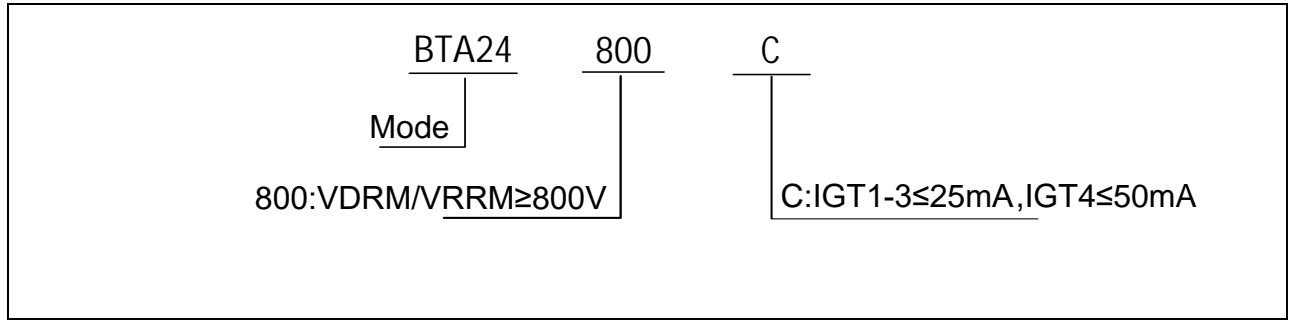 BTA24 800 C
Mode
800:VDRM/VRRM≥800V C:IGT1-3≤25mA,IGT4≤50mA